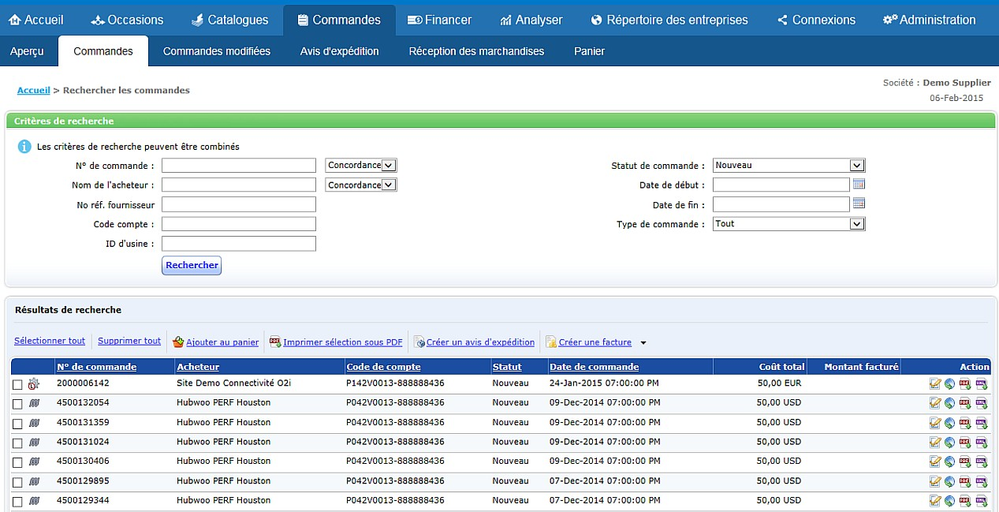 Accueil Occasions Catalogues Commandes Financer Analyser Répertoire des entreprises Connexions Administration
Aperçu Commandes Commandes modifiées Avis d'expédition Réception des marchandises Panier
Accueil > Rechercher les commandes
Société : Demo Supplier
06-Feb-2015
Critères de recherche
Les critères de recherche peuvent être combinés
N° de commande : Concordance Statut de commande : Nouveau
Nom de l'acheteur : Concordance Date de début :
No réf. fournisseur Date de fin :
Code compte : Type de commande : Tout
ID d'usine :
Rechercher
Résultats de recherche
Sélectionner tout Supprimer tout Ajouter au panier Imprimer sélection sous PDF Créer un avis d'expédition Créer une facture
N° de commande Acheteur Code de compte Statut Date de commande Coût total Montant facturé Action
2000006142 Site Demo Connectivité O2i P142V0013-888888436 Nouveau 24-Jan-2015 07:00:00 PM 50,00 EUR
4500132054 Hubwoo PERF Houston P042V0013-888888436 Nouveau 09-Dec-2014 07:00:00 PM 50,00 USD
4500131359 Hubwoo PERF Houston P042V0013-888888436 Nouveau 09-Dec-2014 07:00:00 PM 50,00 USD
4500131024 Hubwoo PERF Houston P042V0013-888888436 Nouveau 09-Dec-2014 07:00:00 PM 50,00 USD
4500130406 Hubwoo PERF Houston P042V0013-888888436 Nouveau 09-Dec-2014 07:00:00 PM 50,00 USD
4500129895 Hubwoo PERF Houston P042V0013-888888436 Nouveau 07-Dec-2014 07:00:00 PM 50,00 USD
4500129344 Hubwoo PERF Houston P042V0013-888888436 Nouveau 07-Dec-2014 07:00:00 PM 50,00 USD